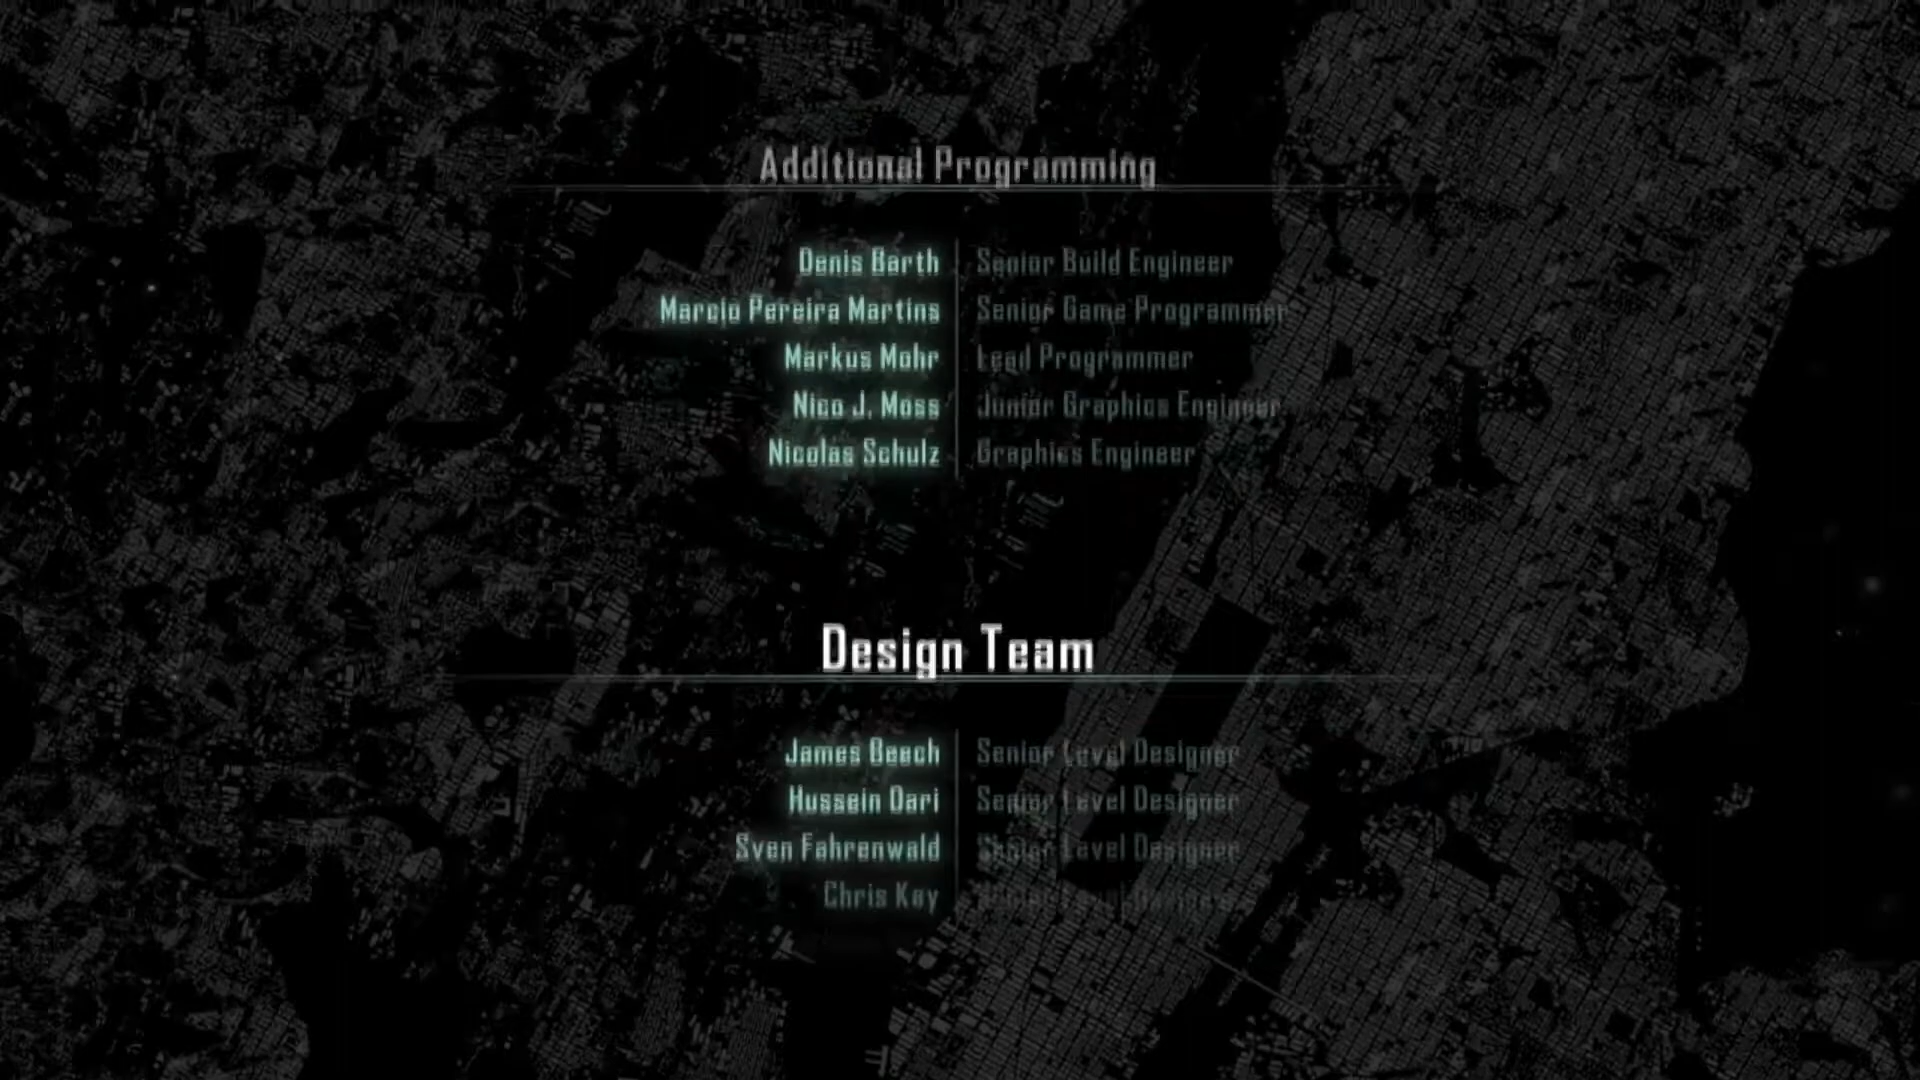 Additional Programming
Denis Barth Senior Build Engineer
Marcio Pereira Martins Senior Game Programmer
Markus Mohr Lead Programmer
Nico J. Moss Junior Graphics Engineer
Nicolas Schulz Graphics Engineer
Design Team
James Beech Senior Level Designer
Hussein Dari Senior Level Designer
Sven Fahrenwald Senior Level Designer
Chris Key